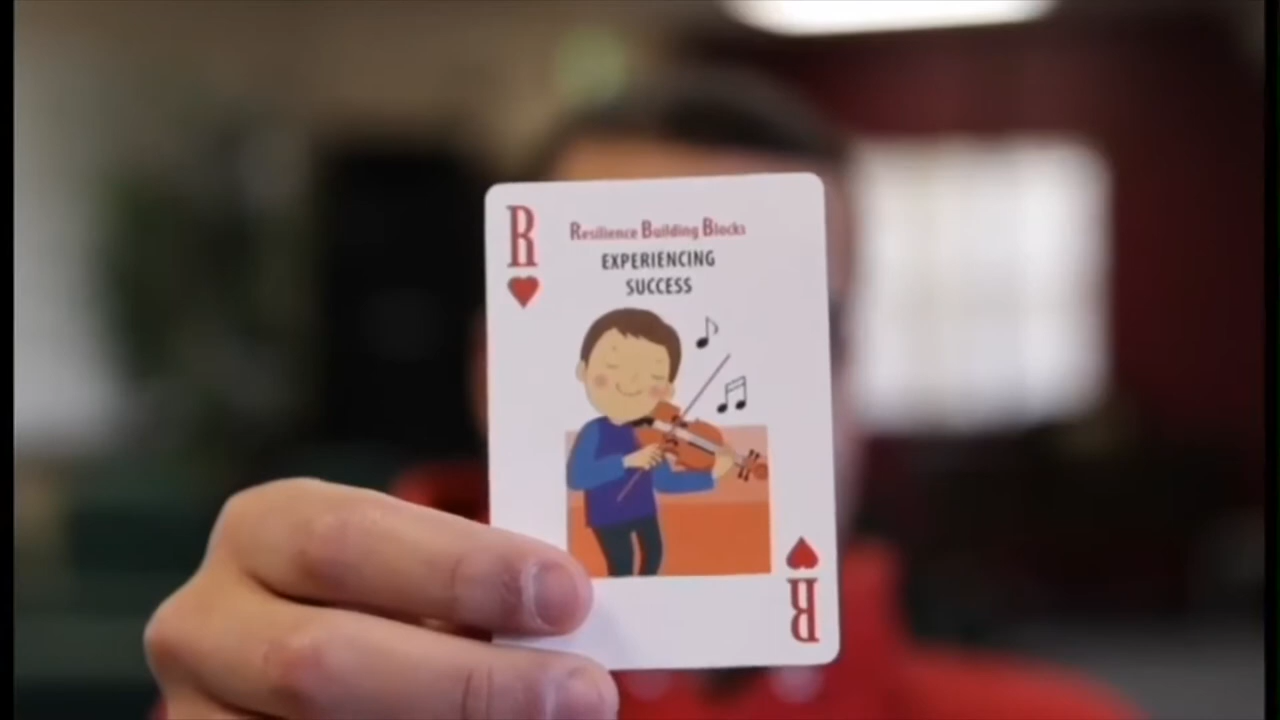 R
Resilience Building Blocks
EXPERIENCING
SUCCESS
R